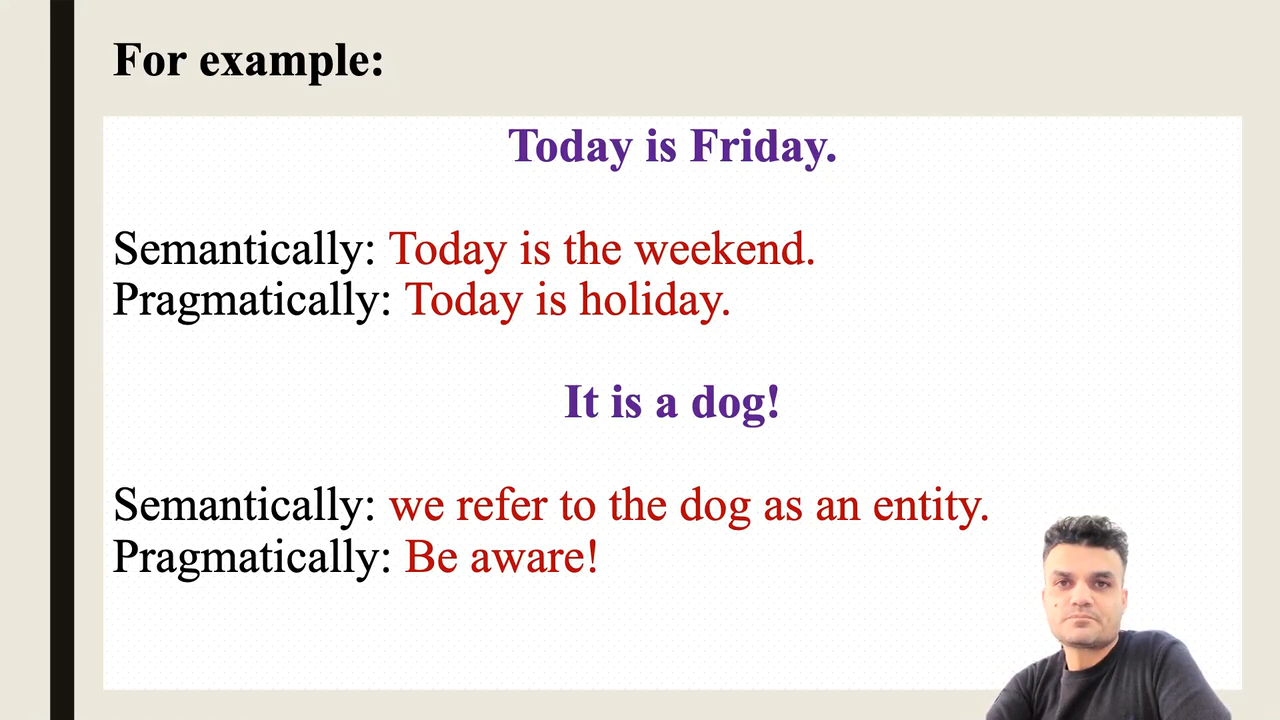 For example:
Today is Friday.
Semantically: Today is the weekend.
Pragmatically: Today is holiday.
It is a dog!
Semantically: we refer to the dog as an entity.
Pragmatically: Be aware!